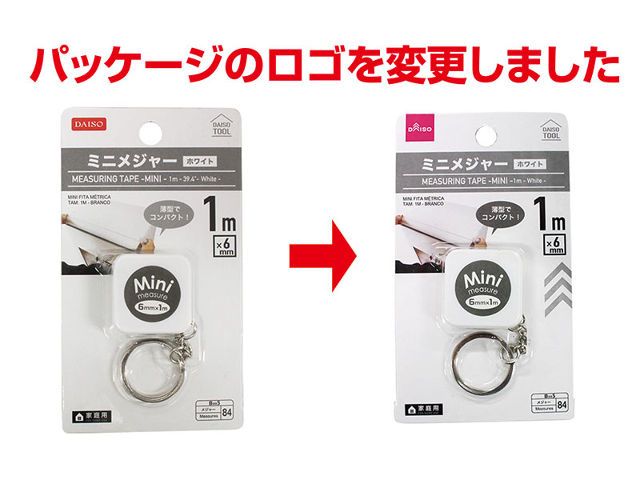 パッケージのロゴを変更しました
DAISO
DAISO
TOOL
ミニメジャー ホワイト
MEASURING TAPE -MINI - 1m - 39.4"- White -
MINI FITA MÉTRICA
TAM. 1M - BRANCO
薄型で
コンパクト!
1m
×6
mm
Mini
measure
6mm×1m
家庭用
メジャー
Measures
84
DAISO
DAISO
TOOL
ミニメジャー ホワイト
MEASURING TAPE -MINI - 1m - White -
MINI FITA MÉTRICA
TAM. 1M - BRANCO
薄型で
コンパクト!
1m
×6
mm
Mini
measure
6mm×1m
家庭用
メジャー
Measures
84